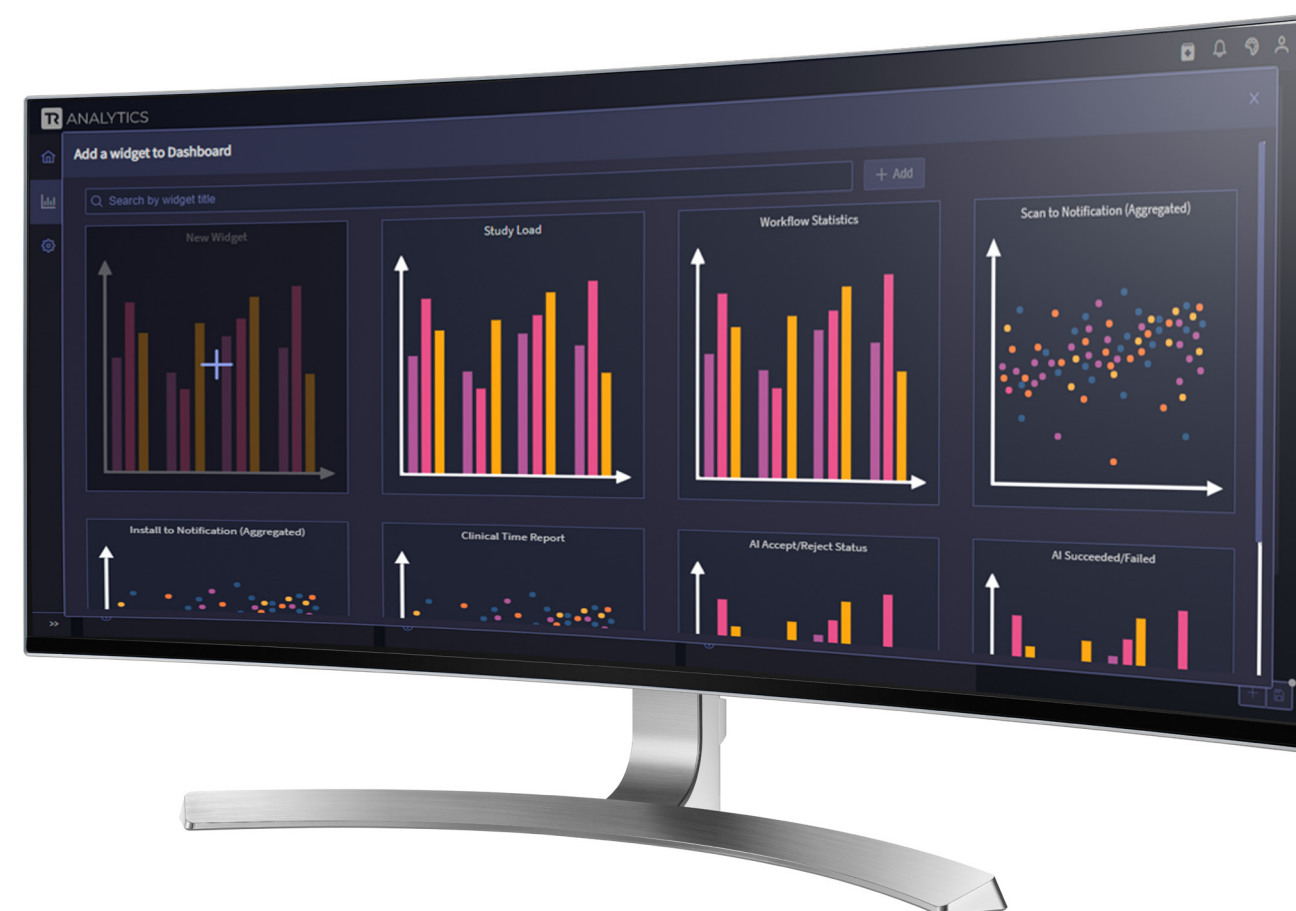 TR ANALYTICS
Add a widget to Dashboard
Search by widget title
+ Add
X
New Widget
Study Load
Workflow Statistics
Scan to Notification (Aggregated)
Install to Notification (Aggregated)
Clinical Time Report
AI Accept/Reject Status
AI Succeeded/Failed
>>